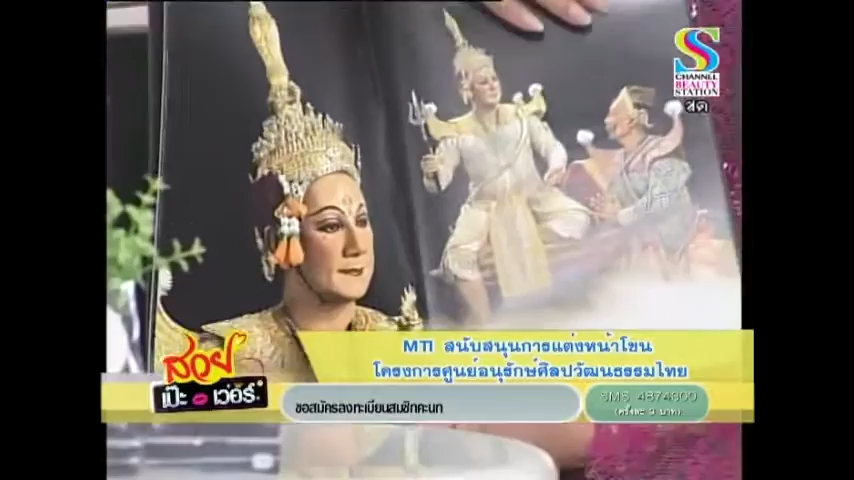 S
CHANNEL
BEAUTY
STATION
สด
MTI สนับสนุนการแต่งหน้าโขน
โครงการศูนย์อนุรักษ์ศิลปวัฒนธรรมไทย
สวย
เป๊ะ เว่อร์
ขอสมัครลงทะเบียนสมชิกคะนท
SMS 4874300
(ครั้งละ 9 บาท)